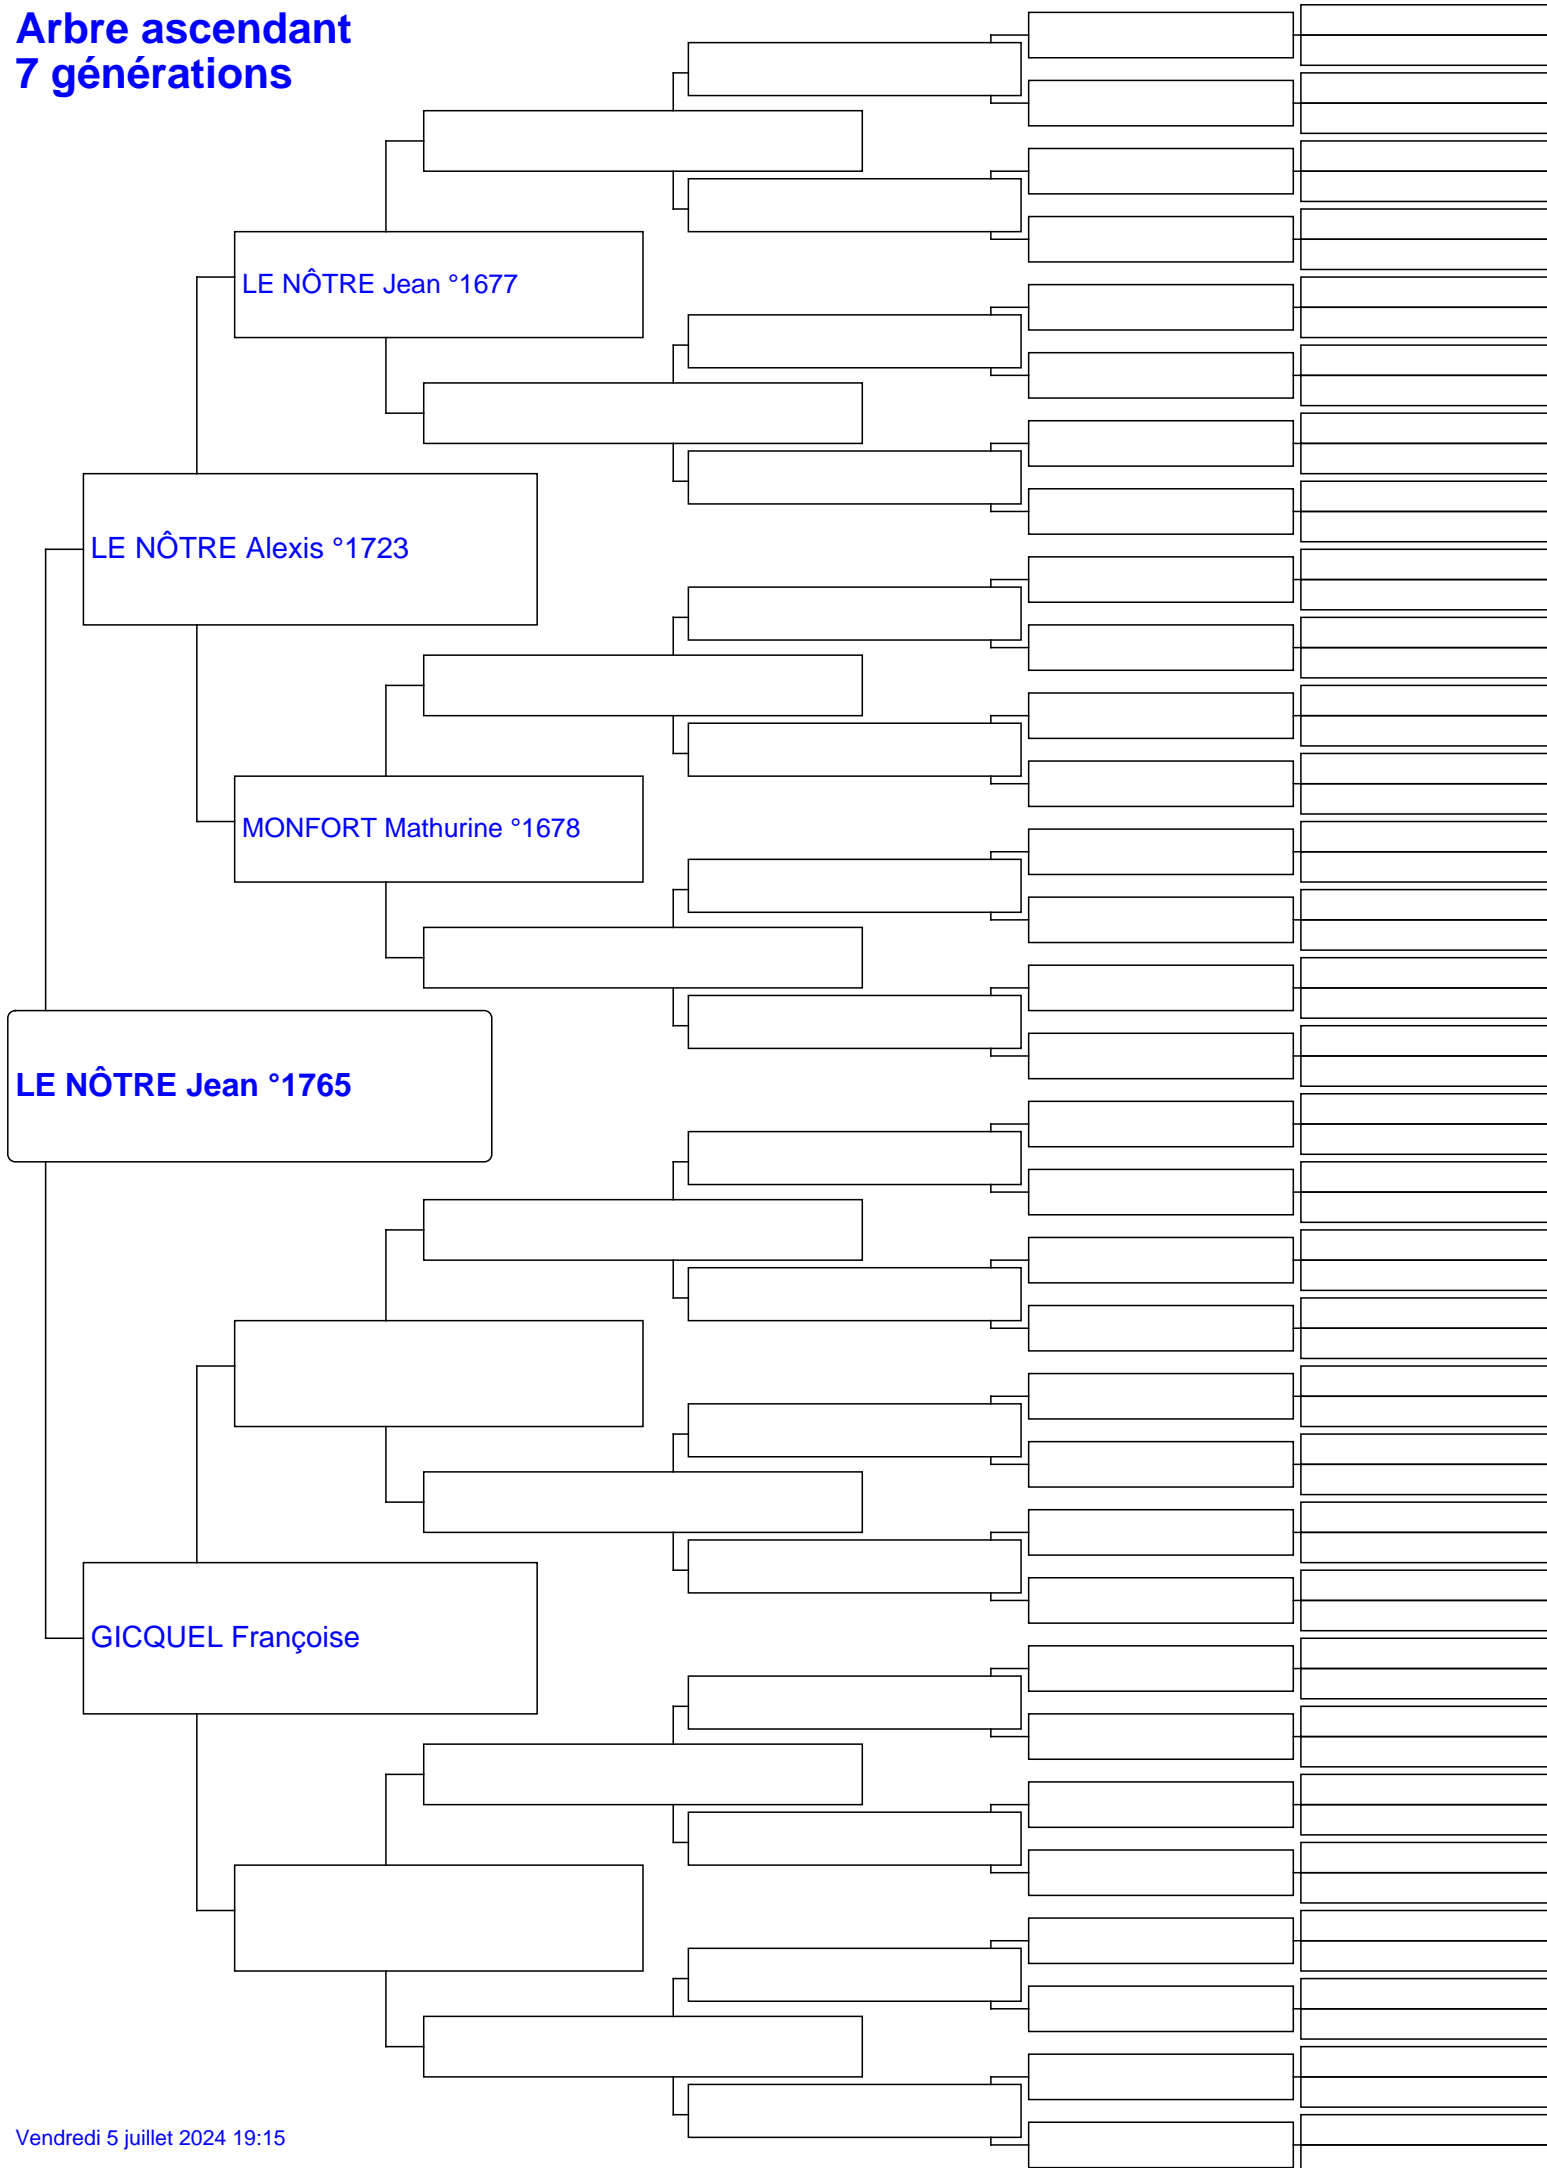 Arbre ascendant
7 générations
LE NÔTRE Jean °1677
LE NÔTRE Alexis °1723
MONFORT Mathurine °1678
LE NÔTRE Jean °1765
GICQUEL Françoise
Vendredi 5 juillet 2024 19:15